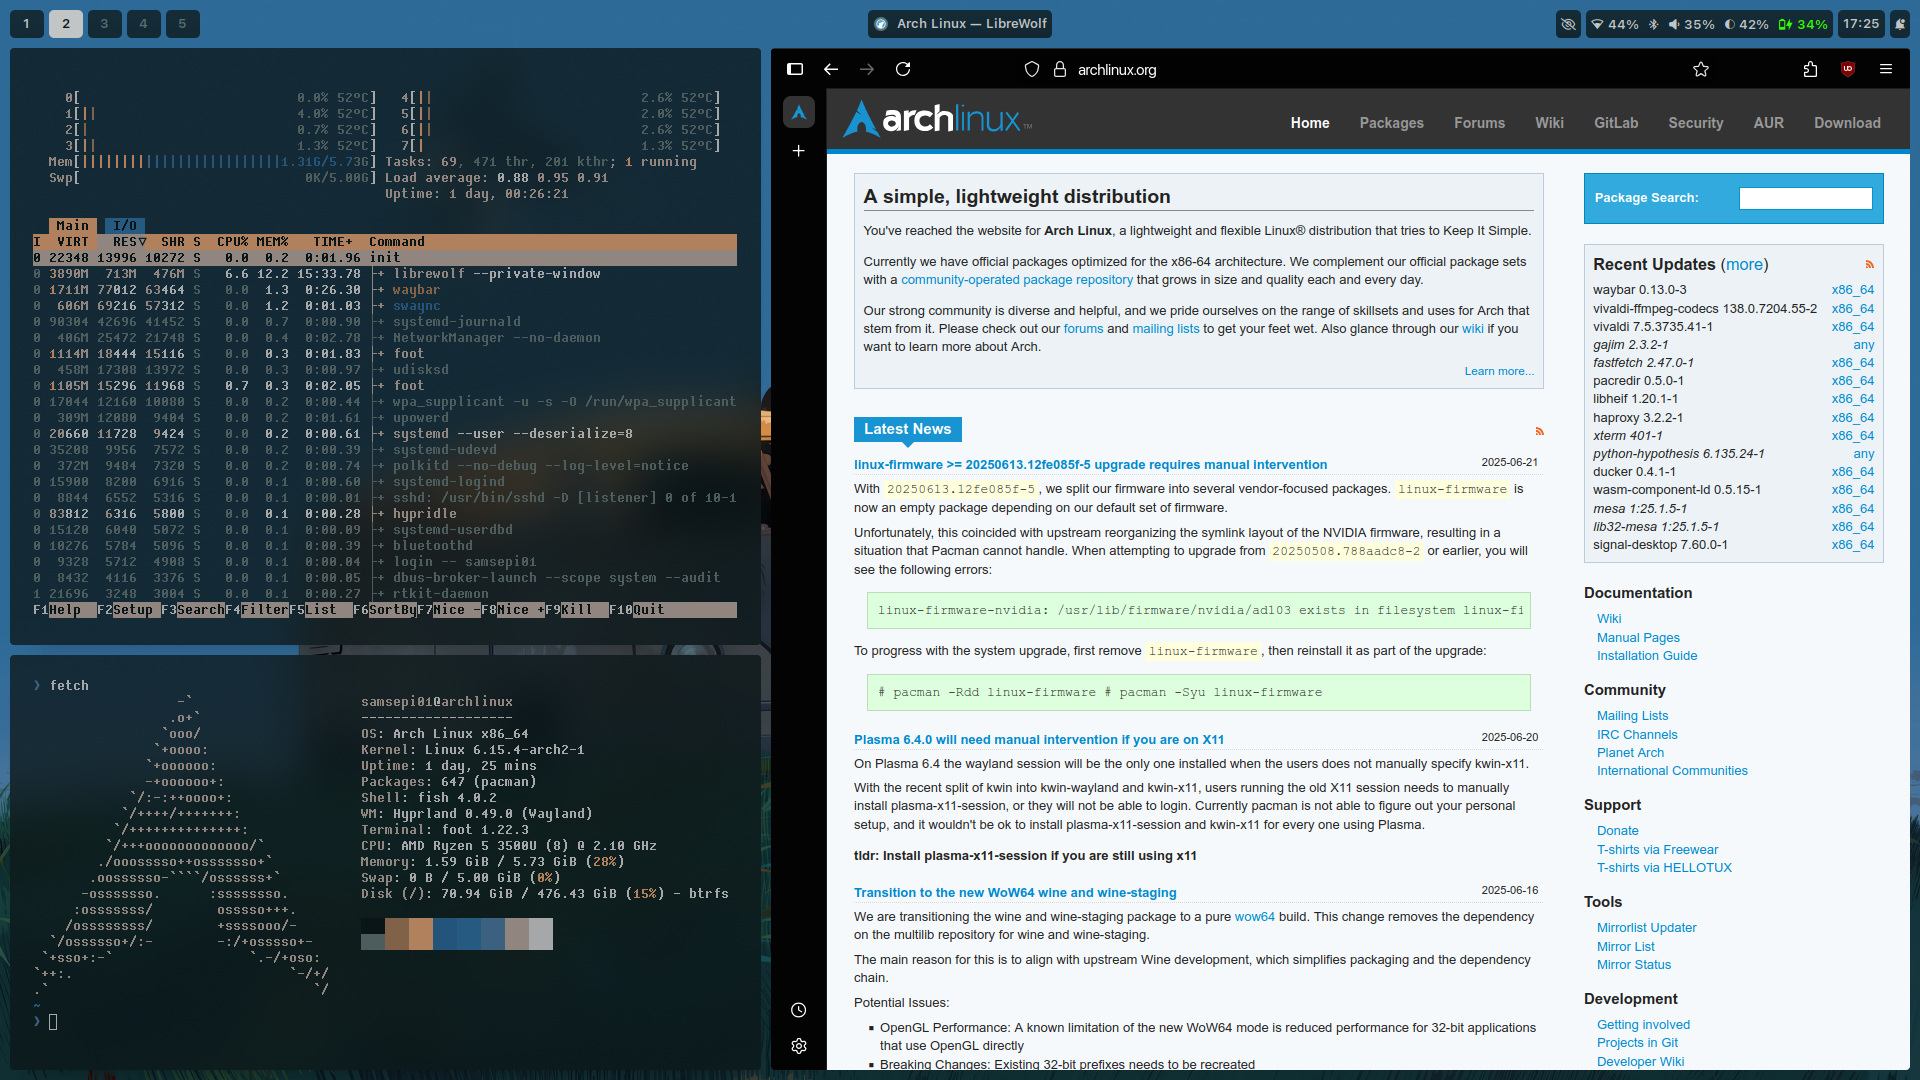 1 2 3 4 5
Arch Linux — LibreWolf
44% 35% 42% 34% 17:25
0[ 0.0% 52°C] 4[|| 2.6% 52°C]
1[|| 4.0% 52°C] 5[|| 2.0% 52°C]
2[| 0.7% 52°C] 6[|| 2.6% 52°C]
3[|| 1.3% 52°C] 7[| 1.3% 52°C]
Mem[|||||||||||||||||||||||||1.31G/5.73G] Tasks: 69, 471 thr, 201 kthr; 1 running
Swp[ 0K/5.00G] Load average: 0.88 0.95 0.91
Uptime: 1 day, 00:26:21
Main I/O
I VIRT RES▽ SHR S CPU% MEM% TIME+ Command
0 22348 13996 10272 S 0.0 0.2 0:01.96 init
0 3890M 713M 476M S 6.6 12.2 15:33.78 ├+ librewolf --private-window
0 1711M 77012 63464 S 0.0 1.3 0:26.30 ├+ waybar
0 606M 69216 57312 S 0.0 1.2 0:01.03 ├+ swaync
0 90304 42696 41452 S 0.0 0.7 0:00.90 ├+ systemd-journald
0 406M 25472 21748 S 0.0 0.4 0:02.78 ├+ NetworkManager --no-daemon
0 1114M 18444 15116 S 0.0 0.3 0:01.83 ├+ foot
0 458M 17308 13972 S 0.0 0.3 0:00.97 ├+ udisksd
0 1105M 15296 11968 S 0.7 0.3 0:02.05 ├+ foot
0 17044 12160 10080 S 0.0 0.2 0:00.44 ├+ wpa_supplicant -u -s -O /run/wpa_supplicant
0 309M 12080 9404 S 0.0 0.2 0:01.61 ├+ upowerd
0 20660 11728 9424 S 0.0 0.2 0:00.61 ├+ systemd --user --deserialize=8
0 35208 9956 7572 S 0.0 0.2 0:00.39 ├+ systemd-udevd
0 372M 9484 7320 S 0.0 0.2 0:00.74 ├+ polkitd --no-debug --log-level=notice
0 15900 8200 6916 S 0.0 0.1 0:00.60 ├+ systemd-logind
0 8844 6552 5316 S 0.0 0.1 0:00.01 ├+ sshd: /usr/bin/sshd -D [listener] 0 of 10-1
0 83812 6316 5800 S 0.0 0.1 0:00.28 ├+ hypridle
0 15120 6040 5072 S 0.0 0.1 0:00.09 ├+ systemd-userdbd
0 10276 5784 5096 S 0.0 0.1 0:00.39 ├+ bluetoothd
0 9328 5712 4908 S 0.0 0.1 0:00.04 ├+ login -- samsepi01
0 8432 4116 3376 S 0.0 0.1 0:00.05 ├+ dbus-broker-launch --scope system --audit
1 21696 3248 3004 S 0.0 0.1 0:00.27 ├+ rtkit-daemon
F1Help F2Setup F3SearchF4FilterF5List F6SortByF7Nice -F8Nice +F9Kill F10Quit
❯ fetch
samsepi01@archlinux
-------------------
OS: Arch Linux x86_64
Kernel: Linux 6.15.4-arch2-1
Uptime: 1 day, 25 mins
Packages: 647 (pacman)
Shell: fish 4.0.2
WM: Hyprland 0.49.0 (Wayland)
Terminal: foot 1.22.3
CPU: AMD Ryzen 5 3500U (8) @ 2.10 GHz
Memory: 1.59 GiB / 5.73 GiB (28%)
Swap: 0 B / 5.00 GiB (0%)
Disk (/): 70.94 GiB / 476.43 GiB (15%) - btrfs
~
❯
archlinux.org
archlinux™
Home Packages Forums Wiki GitLab Security AUR Download
A simple, lightweight distribution
You've reached the website for Arch Linux, a lightweight and flexible Linux® distribution that tries to Keep It Simple.
Currently we have official packages optimized for the x86-64 architecture. We complement our official package sets
with a community-operated package repository that grows in size and quality each and every day.
Our strong community is diverse and helpful, and we pride ourselves on the range of skillsets and uses for Arch that
stem from it. Please check out our forums and mailing lists to get your feet wet. Also glance through our wiki if you
want to learn more about Arch.
Learn more...
Latest News
linux-firmware >= 20250613.12fe085f-5 upgrade requires manual intervention 2025-06-21
With 20250613.12fe085f-5, we split our firmware into several vendor-focused packages. linux-firmware is
now an empty package depending on our default set of firmware.
Unfortunately, this coincided with upstream reorganizing the symlink layout of the NVIDIA firmware, resulting in a
situation that Pacman cannot handle. When attempting to upgrade from 20250508.788aadc8-2 or earlier, you will
see the following errors:
linux-firmware-nvidia: /usr/lib/firmware/nvidia/ad103 exists in filesystem linux-fi
To progress with the system upgrade, first remove linux-firmware, then reinstall it as part of the upgrade:
# pacman -Rdd linux-firmware # pacman -Syu linux-firmware
Plasma 6.4.0 will need manual intervention if you are on X11 2025-06-20
On Plasma 6.4 the wayland session will be the only one installed when the users does not manually specify kwin-x11.
With the recent split of kwin into kwin-wayland and kwin-x11, users running the old X11 session needs to manually
install plasma-x11-session, or they will not be able to login. Currently pacman is not able to figure out your personal
setup, and it wouldn't be ok to install plasma-x11-session and kwin-x11 for every one using Plasma.
tldr: Install plasma-x11-session if you are still using x11
Transition to the new WoW64 wine and wine-staging 2025-06-16
We are transitioning the wine and wine-staging package to a pure wow64 build. This change removes the dependency
on the multilib repository for wine and wine-staging.
The main reason for this is to align with upstream Wine development, which simplifies packaging and the dependency
chain.
Potential Issues:
▪ OpenGL Performance: A known limitation of the new WoW64 mode is reduced performance for 32-bit applications
that use OpenGL directly
▪ Breaking Changes: Existing 32-bit prefixes needs to be recreated
Package Search:
Recent Updates (more)
waybar 0.13.0-3 x86_64
vivaldi-ffmpeg-codecs 138.0.7204.55-2 x86_64
vivaldi 7.5.3735.41-1 x86_64
gajim 2.3.2-1 any
fastfetch 2.47.0-1 x86_64
pacredir 0.5.0-1 x86_64
libheif 1.20.1-1 x86_64
haproxy 3.2.2-1 x86_64
xterm 401-1 x86_64
python-hypothesis 6.135.24-1 any
ducker 0.4.1-1 x86_64
wasm-component-ld 0.5.15-1 x86_64
mesa 1:25.1.5-1 x86_64
lib32-mesa 1:25.1.5-1 x86_64
signal-desktop 7.60.0-1 x86_64
Documentation
Wiki
Manual Pages
Installation Guide
Community
Mailing Lists
IRC Channels
Planet Arch
International Communities
Support
Donate
T-shirts via Freewear
T-shirts via HELLOTUX
Tools
Mirrorlist Updater
Mirror List
Mirror Status
Development
Getting involved
Projects in Git
Developer Wiki